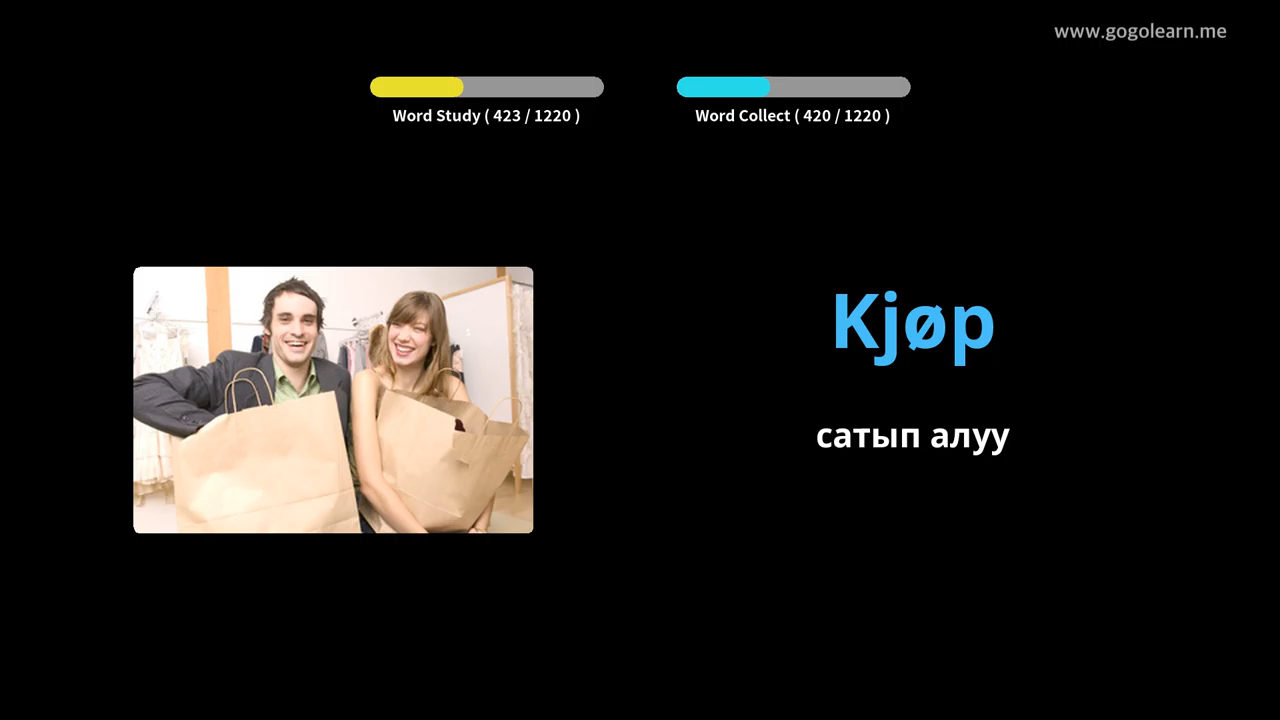 www.gogolearn.me
Word Study ( 423 / 1220 )
Word Collect ( 420 / 1220 )
Kjøp
сатып алуу